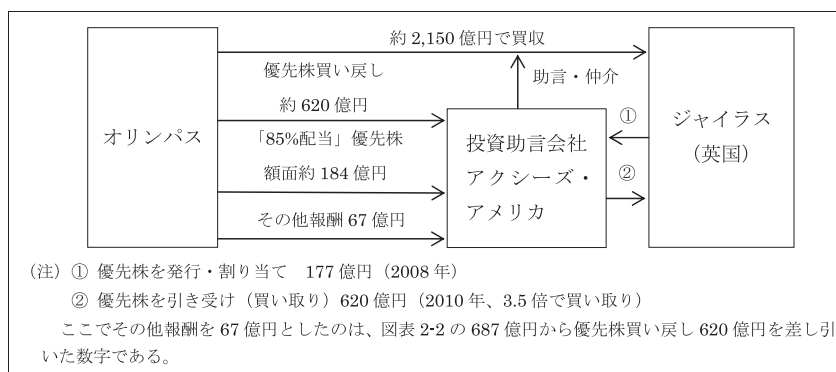 約 2,150 億円で買収
優先株買い戻し
助言・仲介
約 620 億円
①
オリンパス
「85%配当」優先株
投資助言会社
アクシーズ・
アメリカ
ジャイラス
(英国)
額面約 184 億円
②
その他報酬 67 億円
(注)① 優先株を発行・割り当て 177 億円(2008 年)
② 優先株を引き受け(買い取り)620 億円(2010 年、3.5 倍で買い取り)
ここでその他報酬を 67 億円としたのは、図表 2-2 の 687 億円から優先株買い戻し 620 億円を差し引
いた数字である。